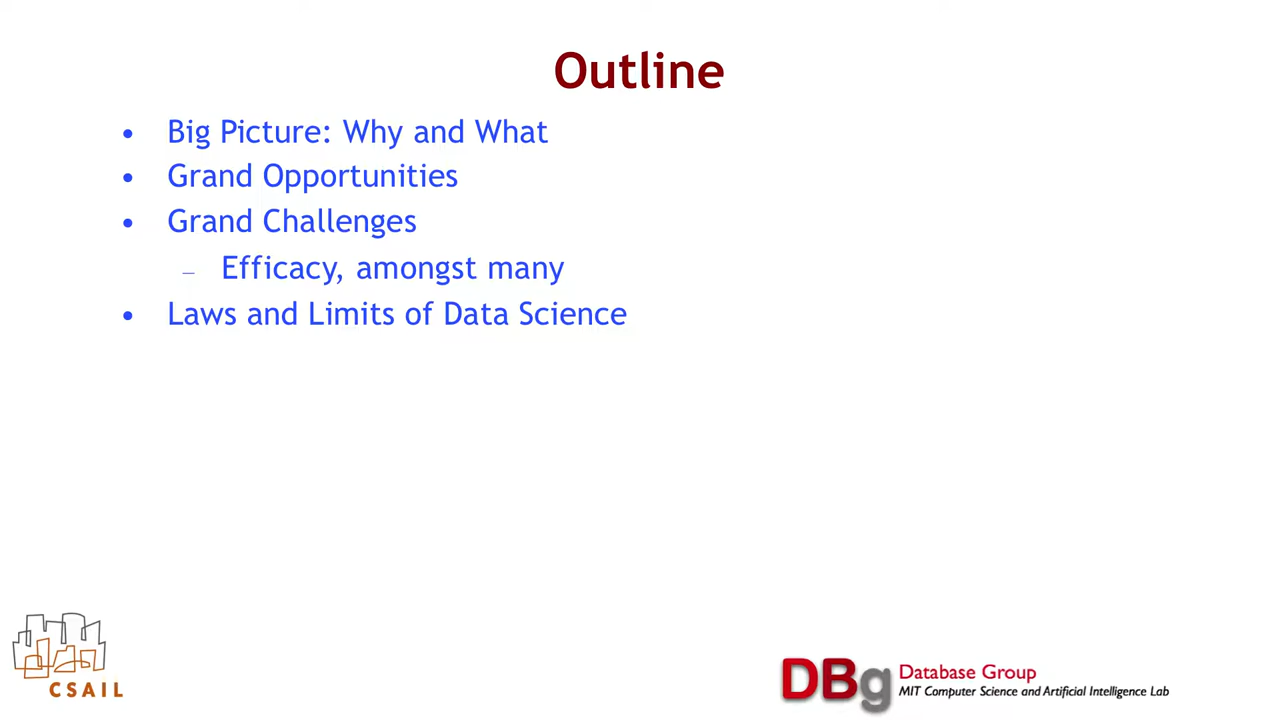 Outline
• Big Picture: Why and What
• Grand Opportunities
• Grand Challenges
– Efficacy, amongst many
• Laws and Limits of Data Science
CSAIL
DBg
Database Group
MIT Computer Science and Artificial Intelligence Lab